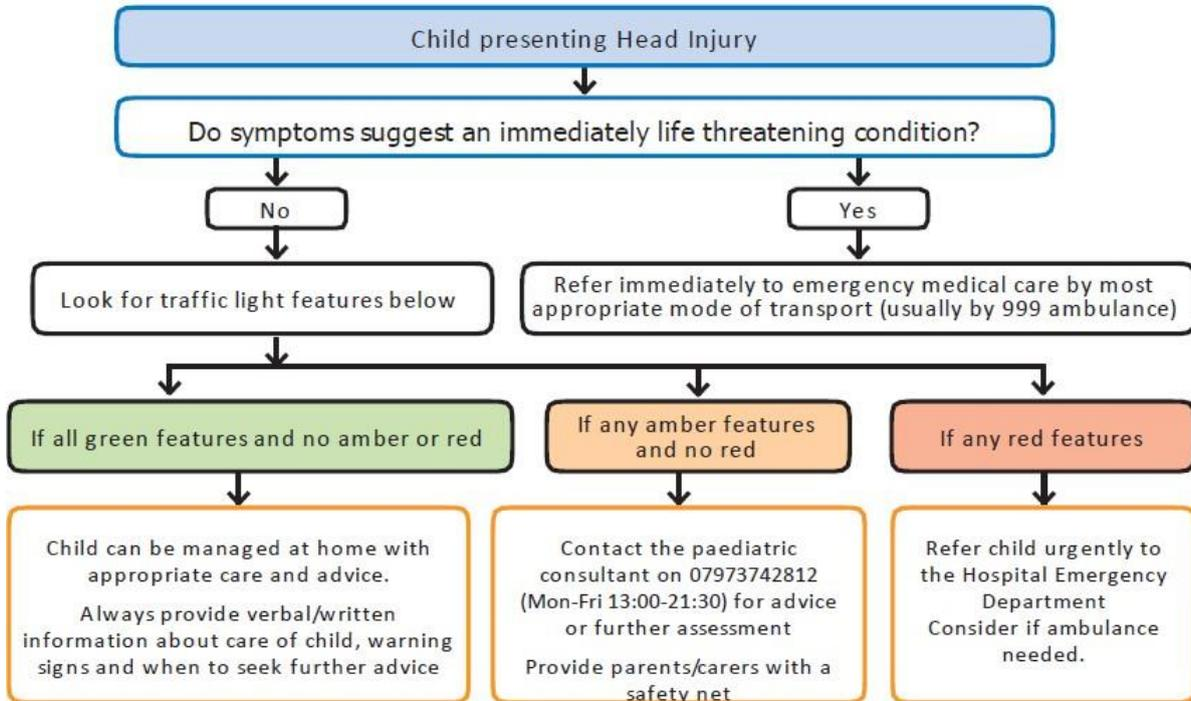 Child presenting Head Injury
Do symptoms suggest an immediately life threatening condition?
No
Yes
Look for traffic light features below
Refer immediately to emergency medical care by most
appropriate mode of transport (usually by 999 ambulance)
If all green features and no amber or red
If any amber features
and no red
If any red features
Child can be managed at home with
appropriate care and advice.
Always provide verbal/written
information about care of child, warning
signs and when to seek further advice
Contact the paediatric
consultant on 07973742812
(Mon-Fri 13:00-21:30) for advice
or further assessment
Provide parents/carers with a
safety net
Refer child urgently to
the Hospital Emergency
Department
Consider if ambulance
needed.